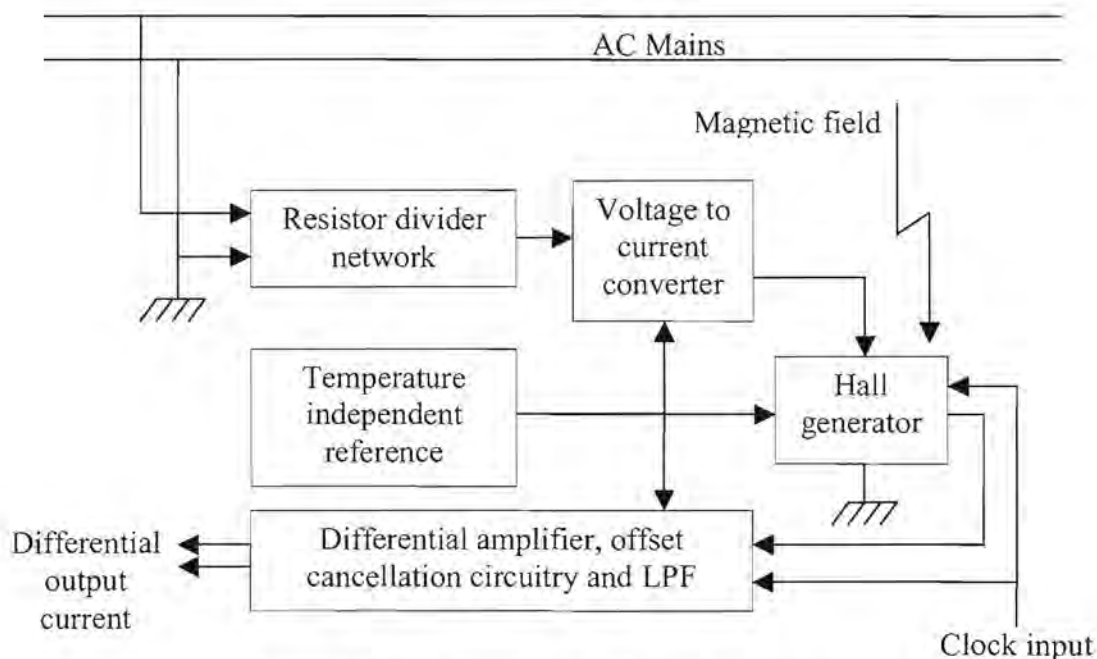 AC Mains
Magnetic field
Resistor divider
network
Voltage to
current
converter
Temperature
independent
reference
Hall
generator
Differential
output
current
Differential amplifier, offset
cancellation circuitry and LPF
Clock input